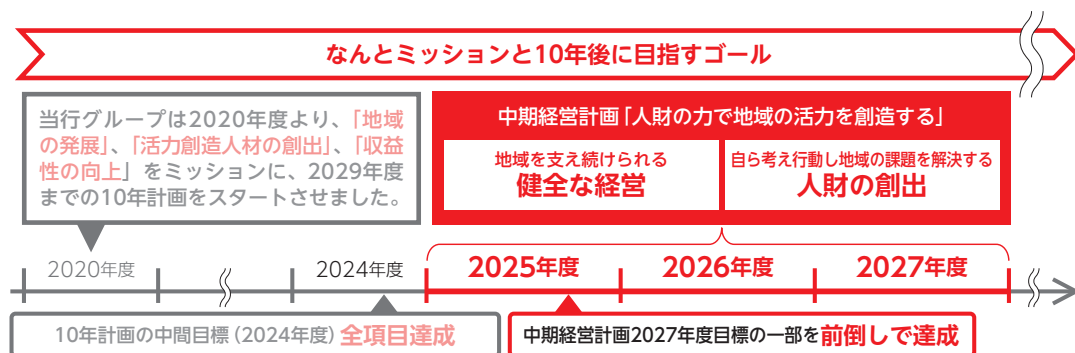 なんとミッションと10年後に目指すゴール
当行グループは2020年度より、「地域
の発展」、「活力創造人材の創出」、「収益
性の向上」をミッションに、2029年度
までの10年計画をスタートさせました。
中期経営計画「人財の力で地域の活力を創造する」
地域を支え続けられる
健全な経営
自ら考え行動し地域の課題を解決する
人財の創出
2020年度
2024年度
2025年度
2026年度
2027年度
10年計画の中間目標（2024年度）全項目達成
中期経営計画2027年度目標の一部を前倒しで達成